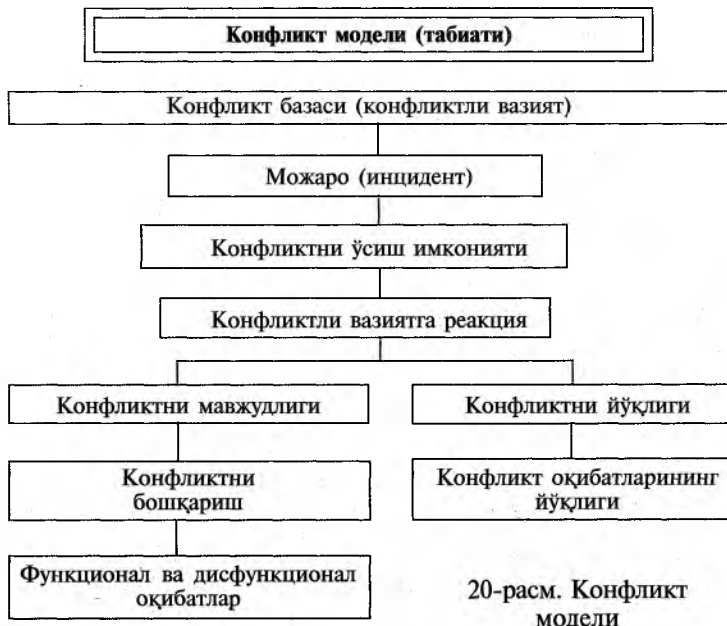 Конфликт модели (табиати)
Конфликт базаси (конфликтли вазият)
Можаро (инцидент)
Конфликтни ўсиш имконияти
Конфликтли вазиятга реакция
Конфликтни мавжудлиги
Конфликтни йўқлиги
Конфликтни
бошқариш
Конфликт оқибатларининг
йўқлиги
Функционал ва дисфункционал
оқибатлар
20-расм. Конфликт
модели